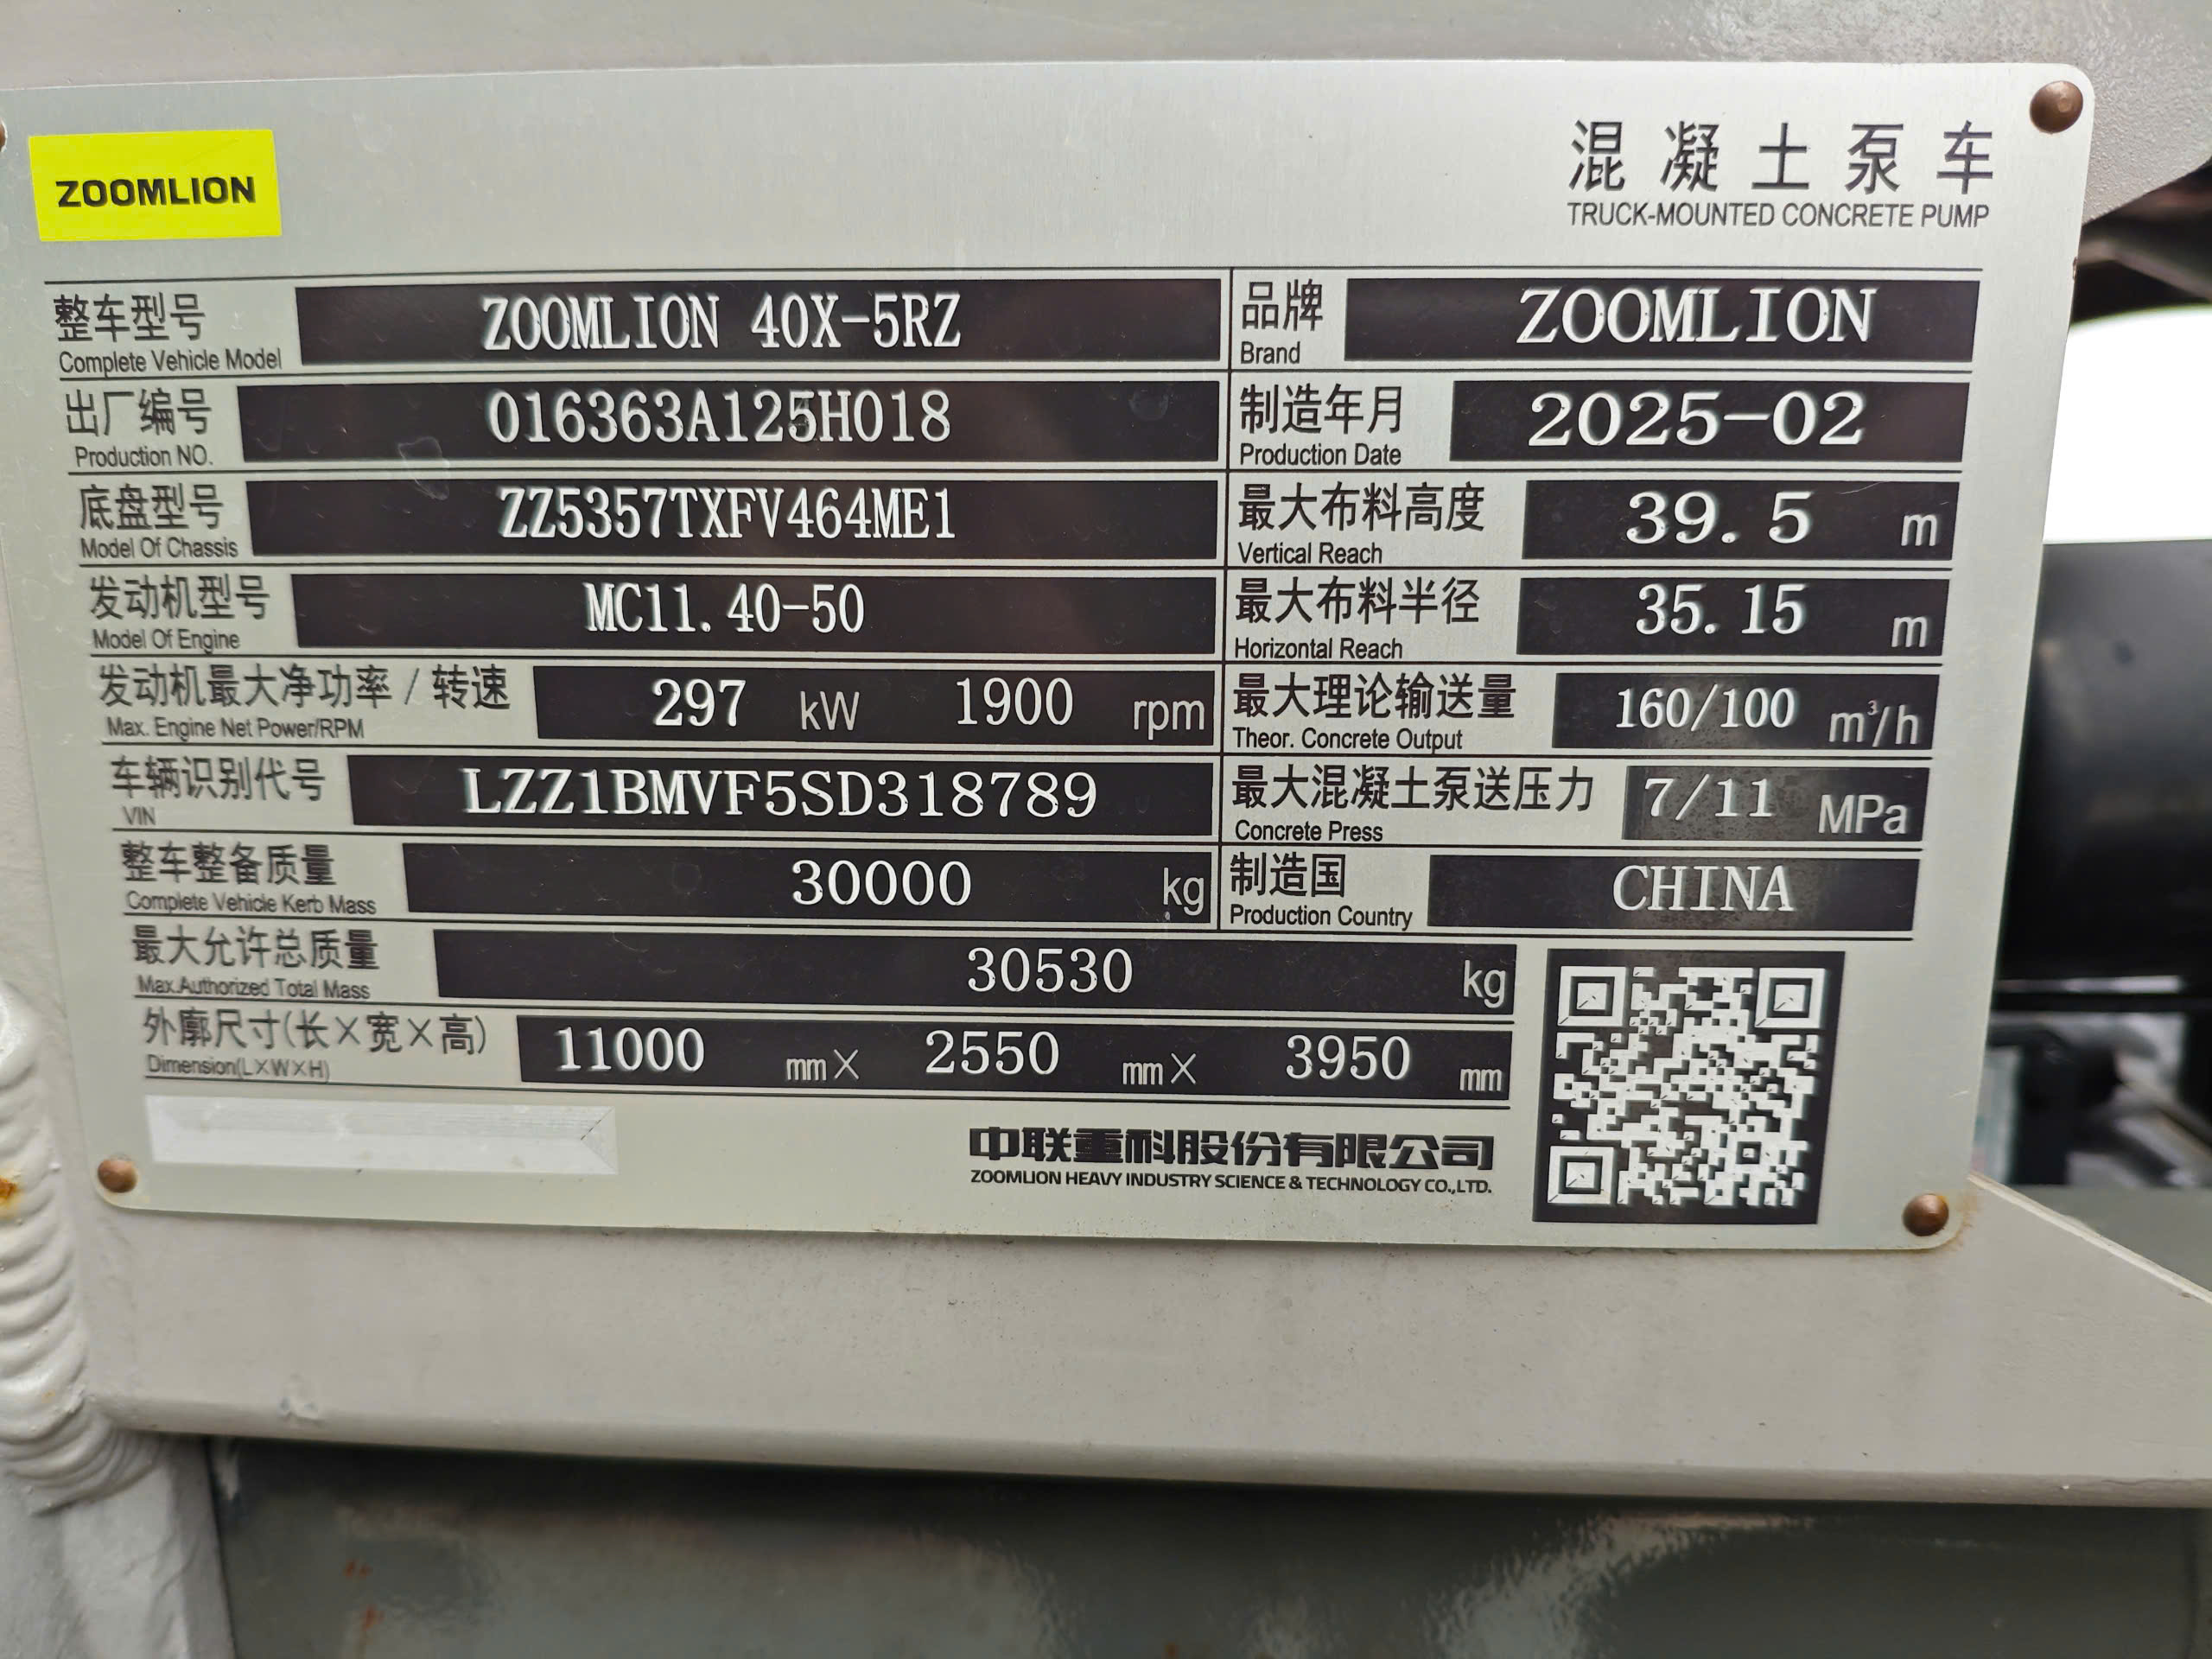 ZOOMLION
混凝土泵车
TRUCK-MOUNTED CONCRETE PUMP
整车型号 ZOOMLION 40X-5RZ
Complete Vehicle Model
品牌 ZOOMLION
Brand
出厂编号 016363A125H018
Production NO.
制造年月 2025-02
Production Date
底盘型号 ZZ5357TXFV464ME1
Model Of Chassis
最大布料高度 39.5 m
Vertical Reach
发动机型号 MC11.40-50
Model Of Engine
最大布料半径 35.15 m
Horizontal Reach
发动机最大净功率/转速 297 kW 1900 rpm
Max. Engine Net Power/RPM
最大理论输送量 160/100 m³/h
Theor. Concrete Output
车辆识别代号 LZZ1BMVF5SD318789
VIN
最大混凝土泵送压力 7/11 MPa
Concrete Press
整车整备质量 30000 kg
Complete Vehicle Kerb Mass
制造国 CHINA
Production Country
最大允许总质量 30530 kg
Max.Authorized Total Mass
外廓尺寸(长×宽×高) 11000 mm× 2550 mm× 3950 mm
Dimension(L×W×H)
中联重科股份有限公司
ZOOMLION HEAVY INDUSTRY SCIENCE & TECHNOLOGY CO.,LTD.